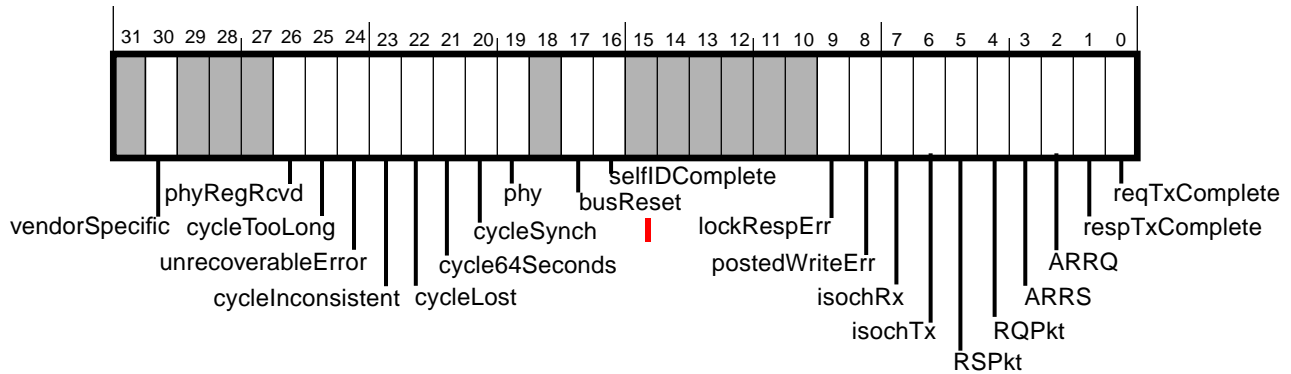 31 30 29 28 27 26 25 24 23 22 21 20 19 18 17 16 15 14 13 12 11 10 9 8 7 6 5 4 3 2 1 0
selfIDComplete
phyRegRcvd phy reqTxComplete
busReset
vendorSpecific cycleTooLong lockRespErr respTxComplete
cycleSynch
unrecoverableError cycle64Seconds postedWriteErr ARRQ
cycleInconsistent cycleLost isochRx ARRS
isochTx RQPkt
RSPkt